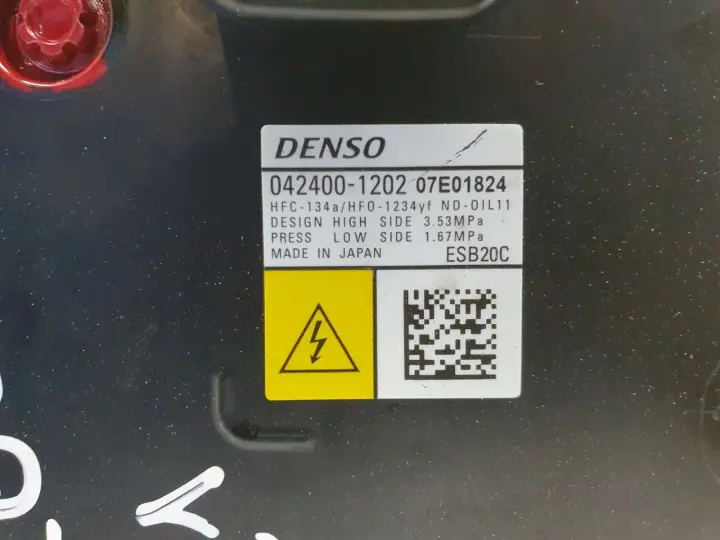 DENSO
042400-1202 07E01824
HFC-134a/HFO-1234yf ND-OIL11
DESIGN HIGH SIDE 3.53MPa
PRESS LOW SIDE 1.67MPa
MADE IN JAPAN ESB20C